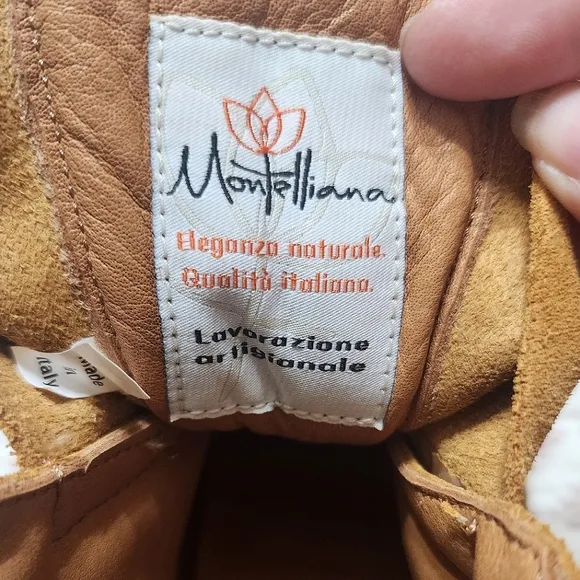 Montelliana
Eleganza naturale.
Qualità italiana.
Lavorazione
artigianale
Made
in
Italy